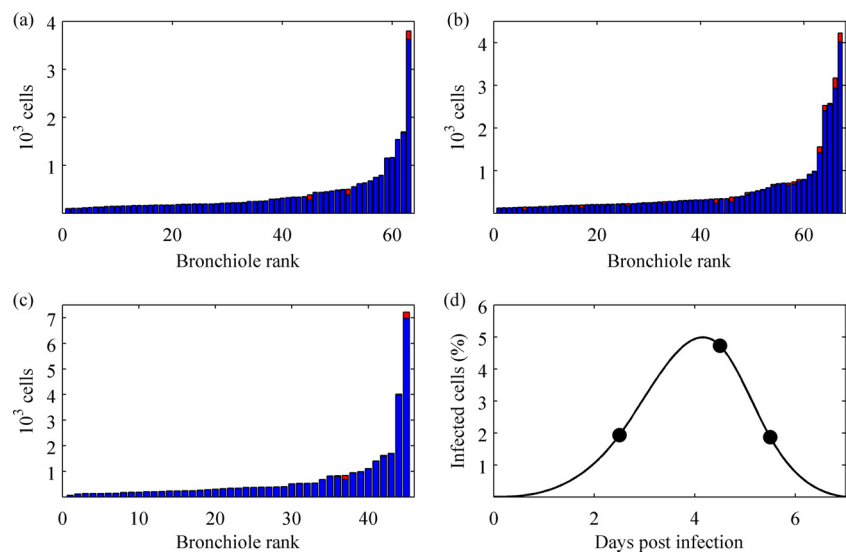 (a)
4
3
2
1
10³ cells
0 20 40 60
Bronchiole rank
(b)
4
3
2
1
10³ cells
0 20 40 60
Bronchiole rank
(c)
7
6
5
4
3
2
1
10³ cells
0 10 20 30 40
Bronchiole rank
(d)
6
5
4
3
2
1
Infected cells (%)
0 2 4 6
Days post infection